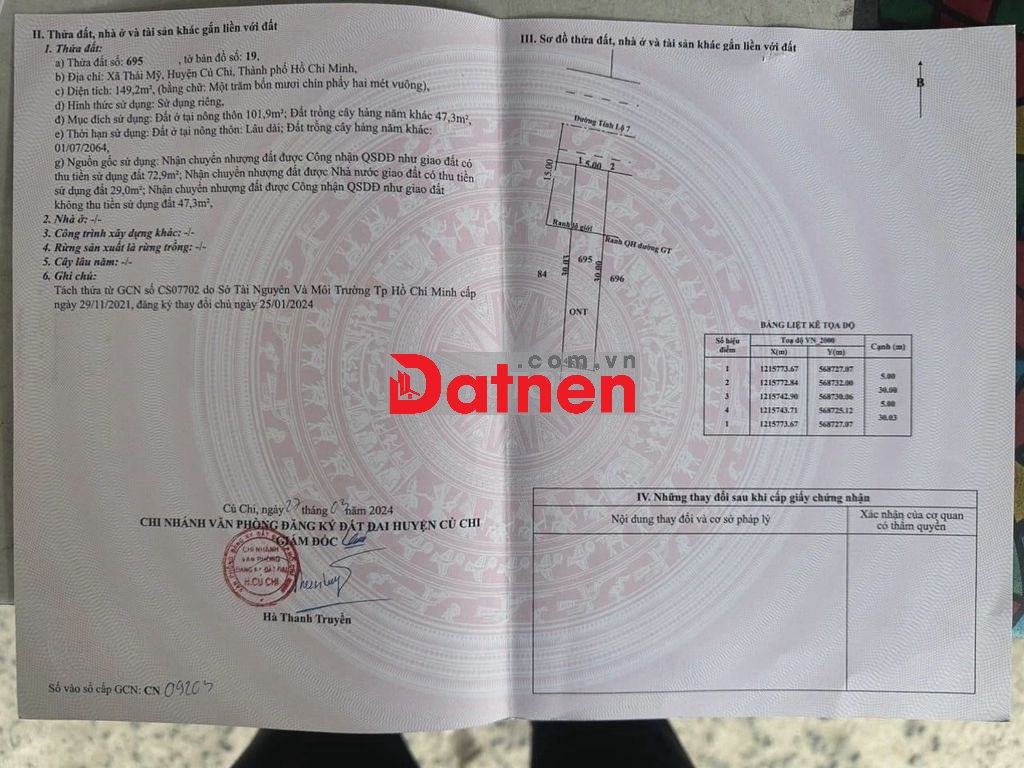 II. Thửa đất, nhà ở và tài sản khác gắn liền với đất
1. Thửa đất:
a) Thửa đất số: 695 , tờ bản đồ số: 19,
b) Địa chỉ: Xã Thái Mỹ, Huyện Củ Chi, Thành phố Hồ Chí Minh,
c) Diện tích: 149,2m², (bằng chữ: Một trăm bốn mươi chín phẩy hai mét vuông),
d) Hình thức sử dụng: Sử dụng riêng,
đ) Mục đích sử dụng: Đất ở tại nông thôn 101,9m²; Đất trồng cây hàng năm khác 47,3m²,
e) Thời hạn sử dụng: Đất ở tại nông thôn: Lâu dài; Đất trồng cây hàng năm khác:
01/07/2064,
g) Nguồn gốc sử dụng: Nhận chuyển nhượng đất được Công nhận QSDĐ như giao đất có
thu tiền sử dụng đất 72,9m²; Nhận chuyển nhượng đất được Nhà nước giao đất có thu tiền
sử dụng đất 29,0m²; Nhận chuyển nhượng đất được Công nhận QSDĐ như giao đất
không thu tiền sử dụng đất 47,3m²,
2. Nhà ở: -/-
3. Công trình xây dựng khác: -/-
4. Rừng sản xuất là rừng trồng: -/-
5. Cây lâu năm: -/-
6. Ghi chú:
Tách thửa từ GCN số CS07702 do Sở Tài Nguyên Và Môi Trường Tp Hồ Chí Minh cấp
ngày 29/11/2021, đăng ký thay đổi chủ ngày 25/01/2024
Củ Chi, ngày 27 tháng 03 năm 2024
CHI NHÁNH VĂN PHÒNG ĐĂNG KÝ ĐẤT ĐAI HUYỆN CỦ CHI
GIÁM ĐỐC
CHI NHÁNH
VĂN PHÒNG
ĐĂNG KÝ ĐẤT ĐAI
H.CỦ CHI
Hà Thanh Truyền
Số vào sổ cấp GCN: CN 09203
III. Sơ đồ thửa đất, nhà ở và tài sản khác gắn liền với đất
B
Đường Tỉnh Lộ 7
1 5.00 2
15.00
Ranh lộ giới
Ranh QH đường GT
30.03
695
30.00
84
696
ONT
.com.vn
Datnen
BẢNG LIỆT KÊ TỌA ĐỘ
Số hiệu điểm Toạ độ VN_2000 Cạnh (m)
X(m) Y(m)
1 1215773.67 568727.07
5.00
2 1215772.84 568732.00
30.00
3 1215742.90 568730.06
5.00
4 1215743.71 568725.12
30.03
1 1215773.67 568727.07
IV. Những thay đổi sau khi cấp giấy chứng nhận
Nội dung thay đổi và cơ sở pháp lý
Xác nhận của cơ quan
có thẩm quyền